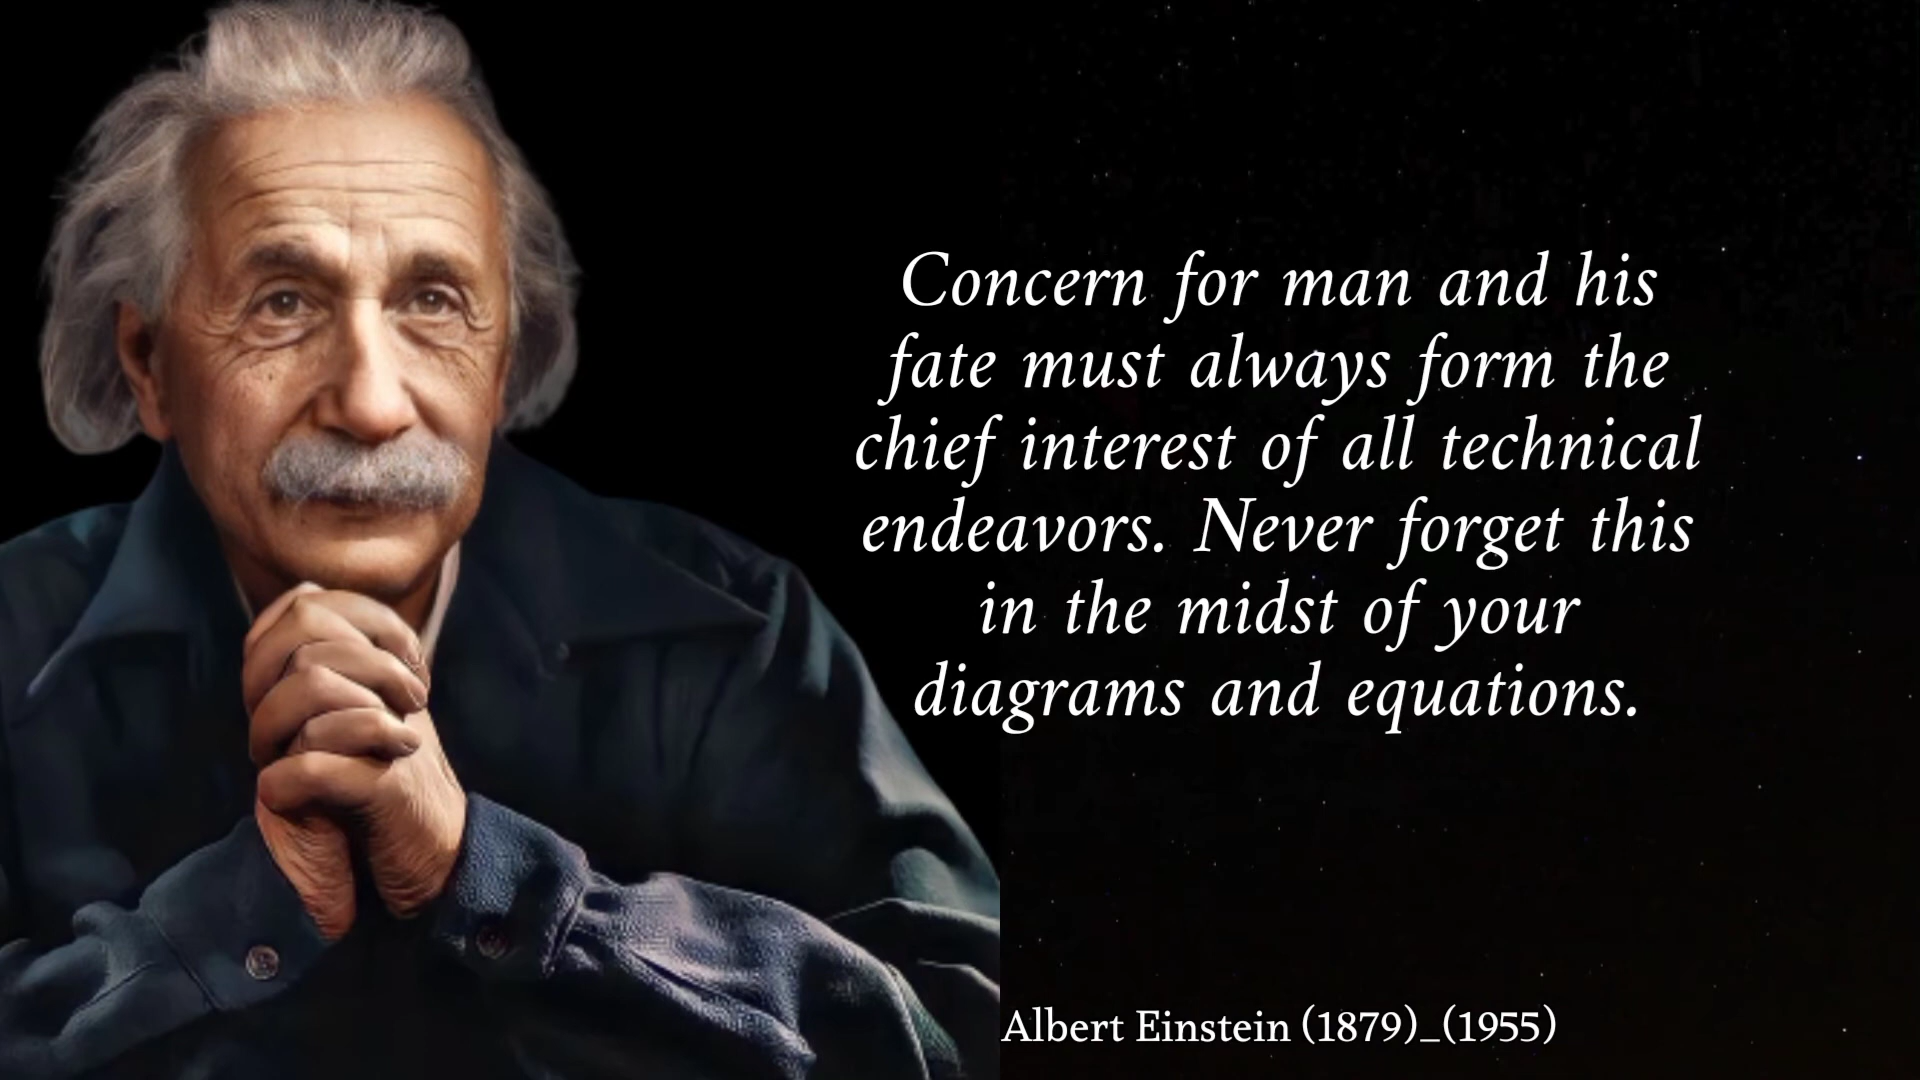 Concern for man and his
fate must always form the
chief interest of all technical
endeavors. Never forget this
in the midst of your
diagrams and equations.
Albert Einstein (1879)_(1955)